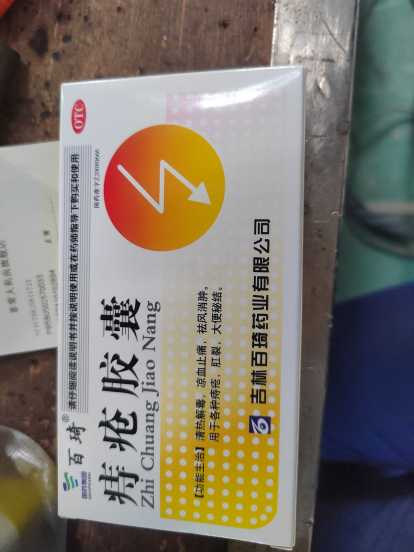 OTC
请仔细阅读说明书并按说明使用或在药师指导下购买和使用
百琦®
痔疮胶囊
Zhi Chuang Jiao Nang
【功能主治】清热解毒，凉血止痛，祛风消肿。
用于各种痔疮，肛裂，大便秘结。
吉林百琦药业有限公司